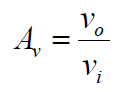 A_v = v_o / v_i